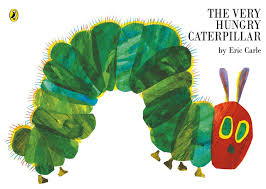 THE VERY
HUNGRY
CATERPILLAR
by Eric Carle